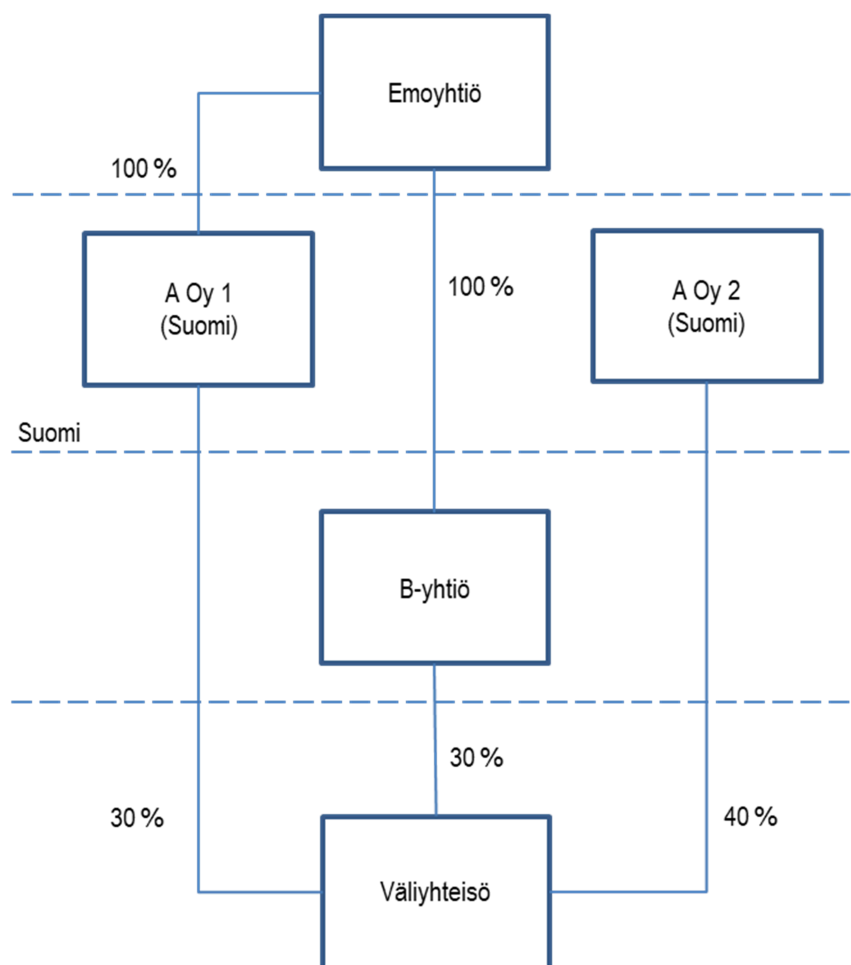 Emoyhtiö
100 %
A Oy 1
(Suomi)
100 %
A Oy 2
(Suomi)
Suomi
B-yhtiö
30 %
30 %
40 %
Väliyhteisö